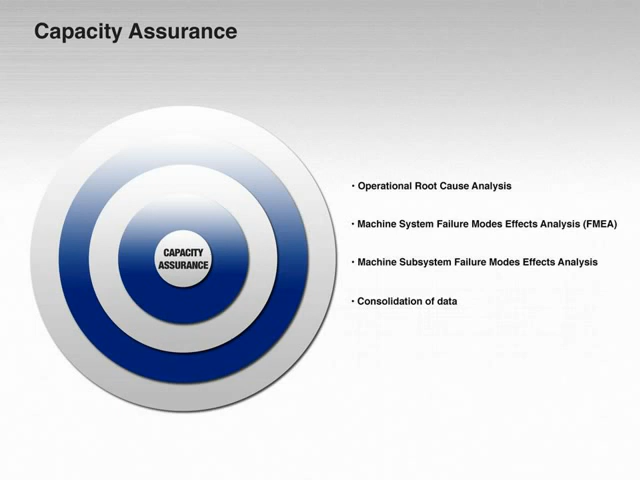 Capacity Assurance
• Operational Root Cause Analysis
• Machine System Failure Modes Effects Analysis (FMEA)
CAPACITY
ASSURANCE
• Machine Subsystem Failure Modes Effects Analysis
• Consolidation of data